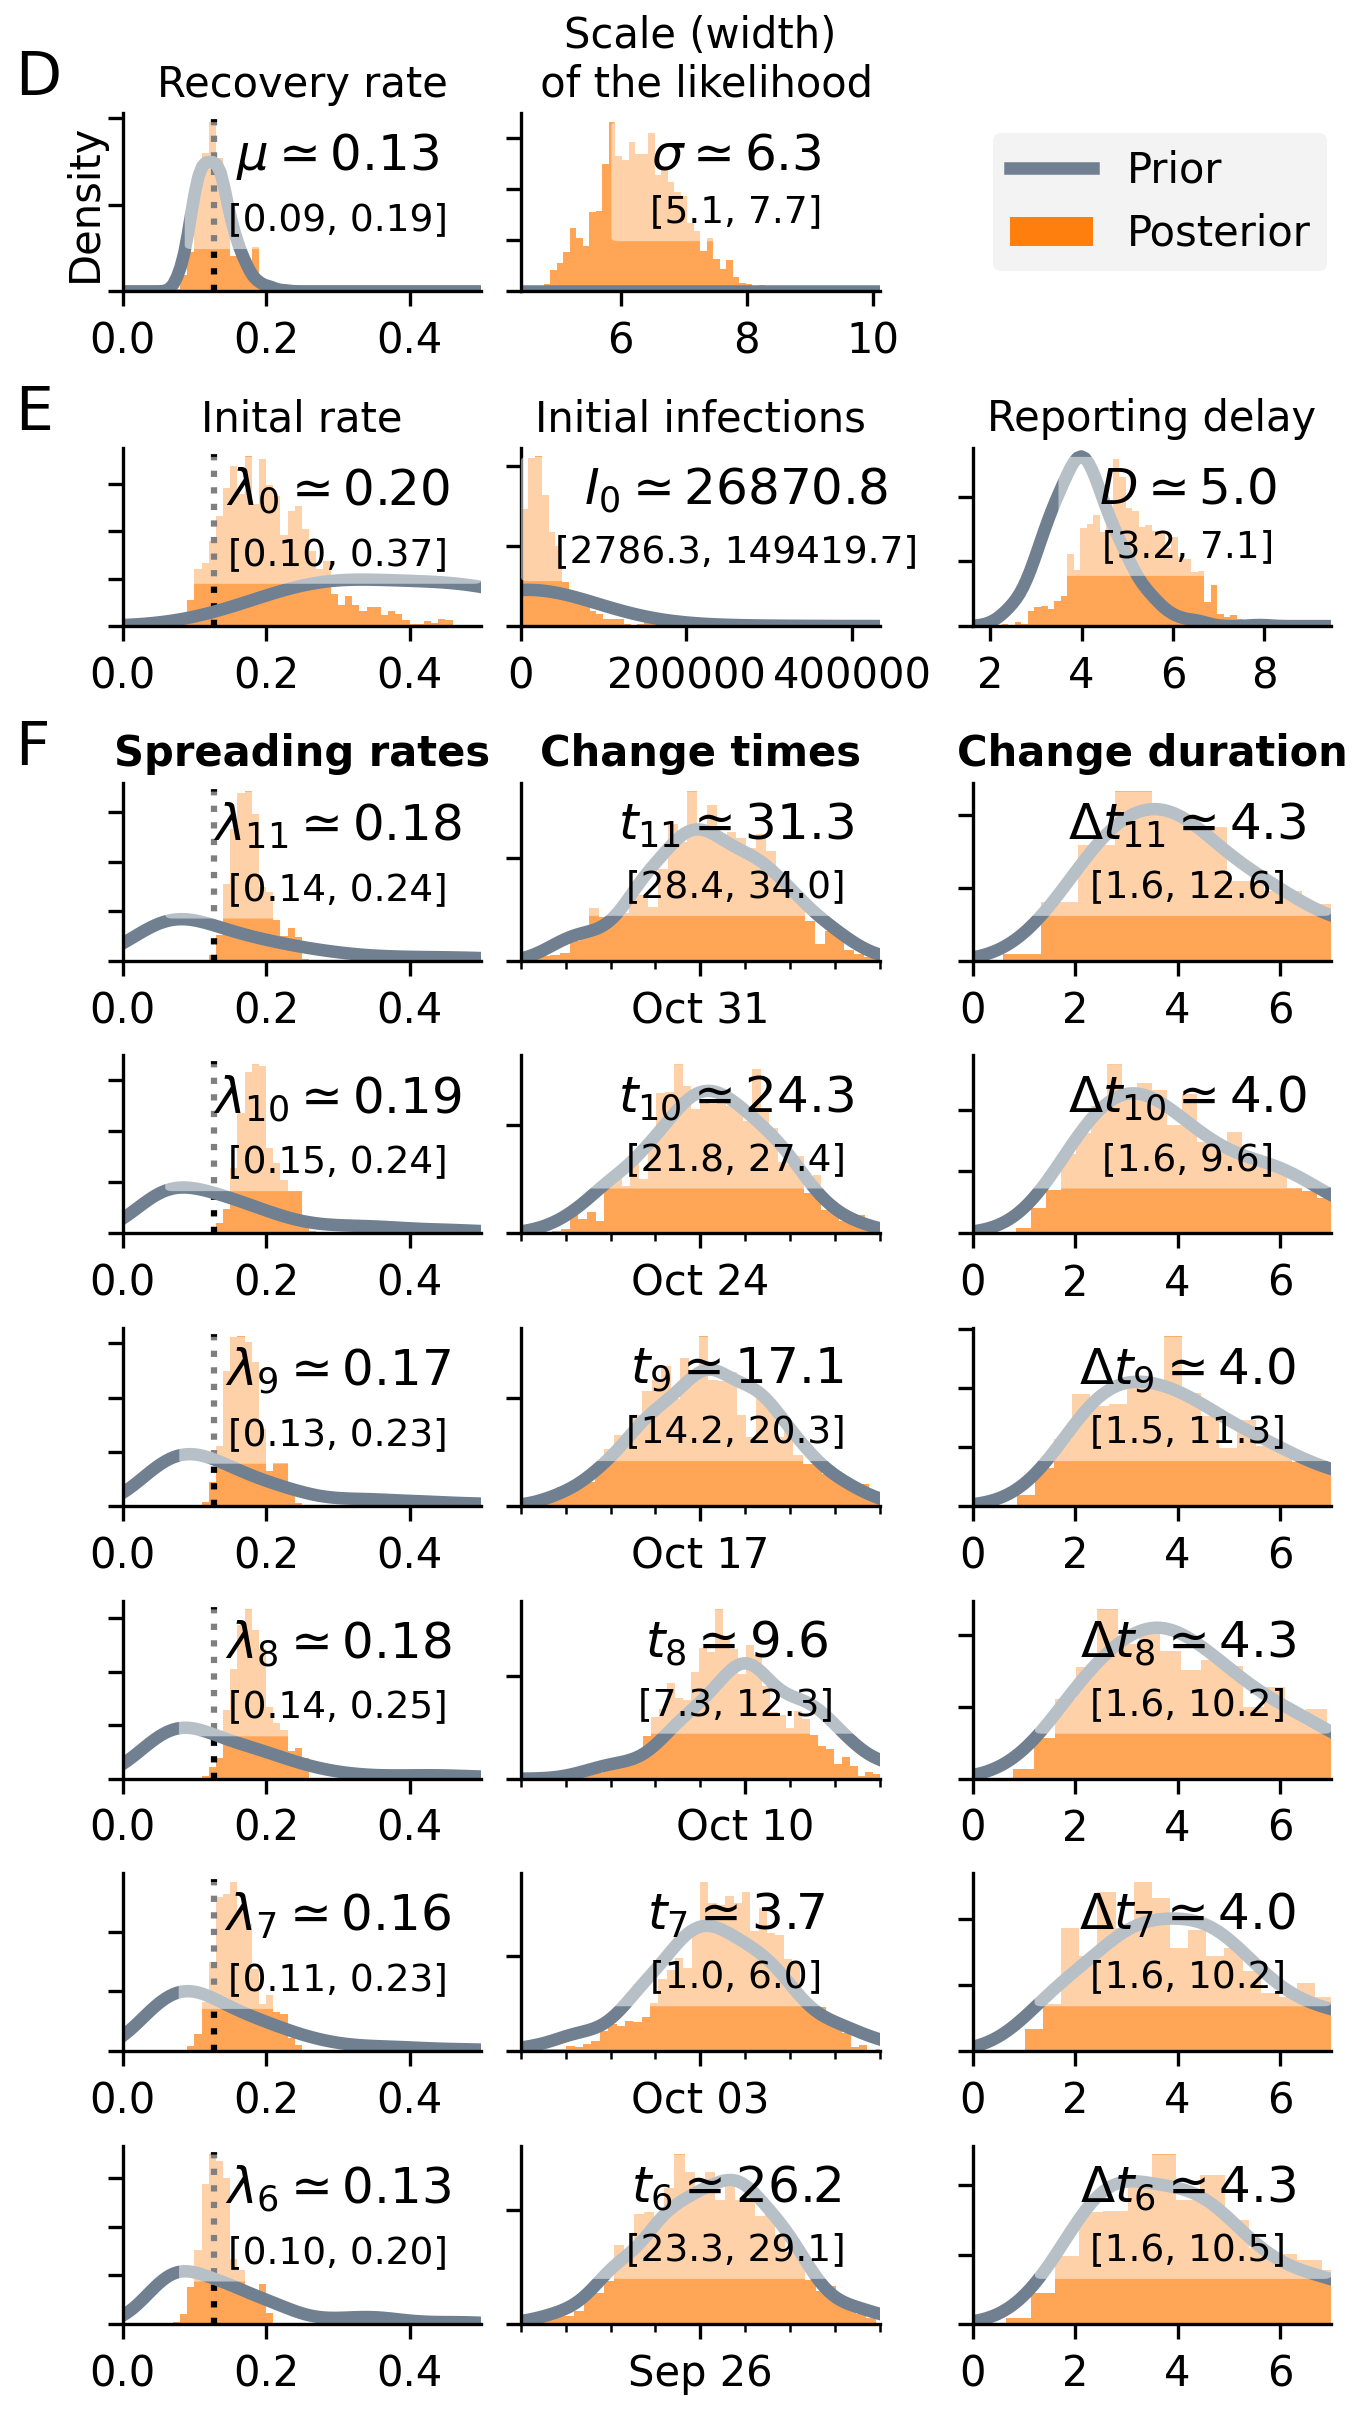 D
Recovery rate
Scale (width)
of the likelihood
Density
μ ≃ 0.13
[0.09, 0.19]
0.0 0.2 0.4
σ ≃ 6.3
[5.1, 7.7]
6 8 10
Prior
Posterior
E
Inital rate
λ0 ≃ 0.20
[0.10, 0.37]
0.0 0.2 0.4
Initial infections
I0 ≃ 26870.8
[2786.3, 149419.7]
0 200000 400000
Reporting delay
D ≃ 5.0
[3.2, 7.1]
2 4 6 8
F
Spreading rates
Change times
Change duration
λ11 ≃ 0.18
[0.14, 0.24]
0.0 0.2 0.4
t11 ≃ 31.3
[28.4, 34.0]
Oct 31
Δt11 ≃ 4.3
[1.6, 12.6]
0 2 4 6
λ10 ≃ 0.19
[0.15, 0.24]
0.0 0.2 0.4
t10 ≃ 24.3
[21.8, 27.4]
Oct 24
Δt10 ≃ 4.0
[1.6, 9.6]
0 2 4 6
λ9 ≃ 0.17
[0.13, 0.23]
0.0 0.2 0.4
t9 ≃ 17.1
[14.2, 20.3]
Oct 17
Δt9 ≃ 4.0
[1.5, 11.3]
0 2 4 6
λ8 ≃ 0.18
[0.14, 0.25]
0.0 0.2 0.4
t8 ≃ 9.6
[7.3, 12.3]
Oct 10
Δt8 ≃ 4.3
[1.6, 10.2]
0 2 4 6
λ7 ≃ 0.16
[0.11, 0.23]
0.0 0.2 0.4
t7 ≃ 3.7
[1.0, 6.0]
Oct 03
Δt7 ≃ 4.0
[1.6, 10.2]
0 2 4 6
λ6 ≃ 0.13
[0.10, 0.20]
0.0 0.2 0.4
t6 ≃ 26.2
[23.3, 29.1]
Sep 26
Δt6 ≃ 4.3
[1.6, 10.5]
0 2 4 6